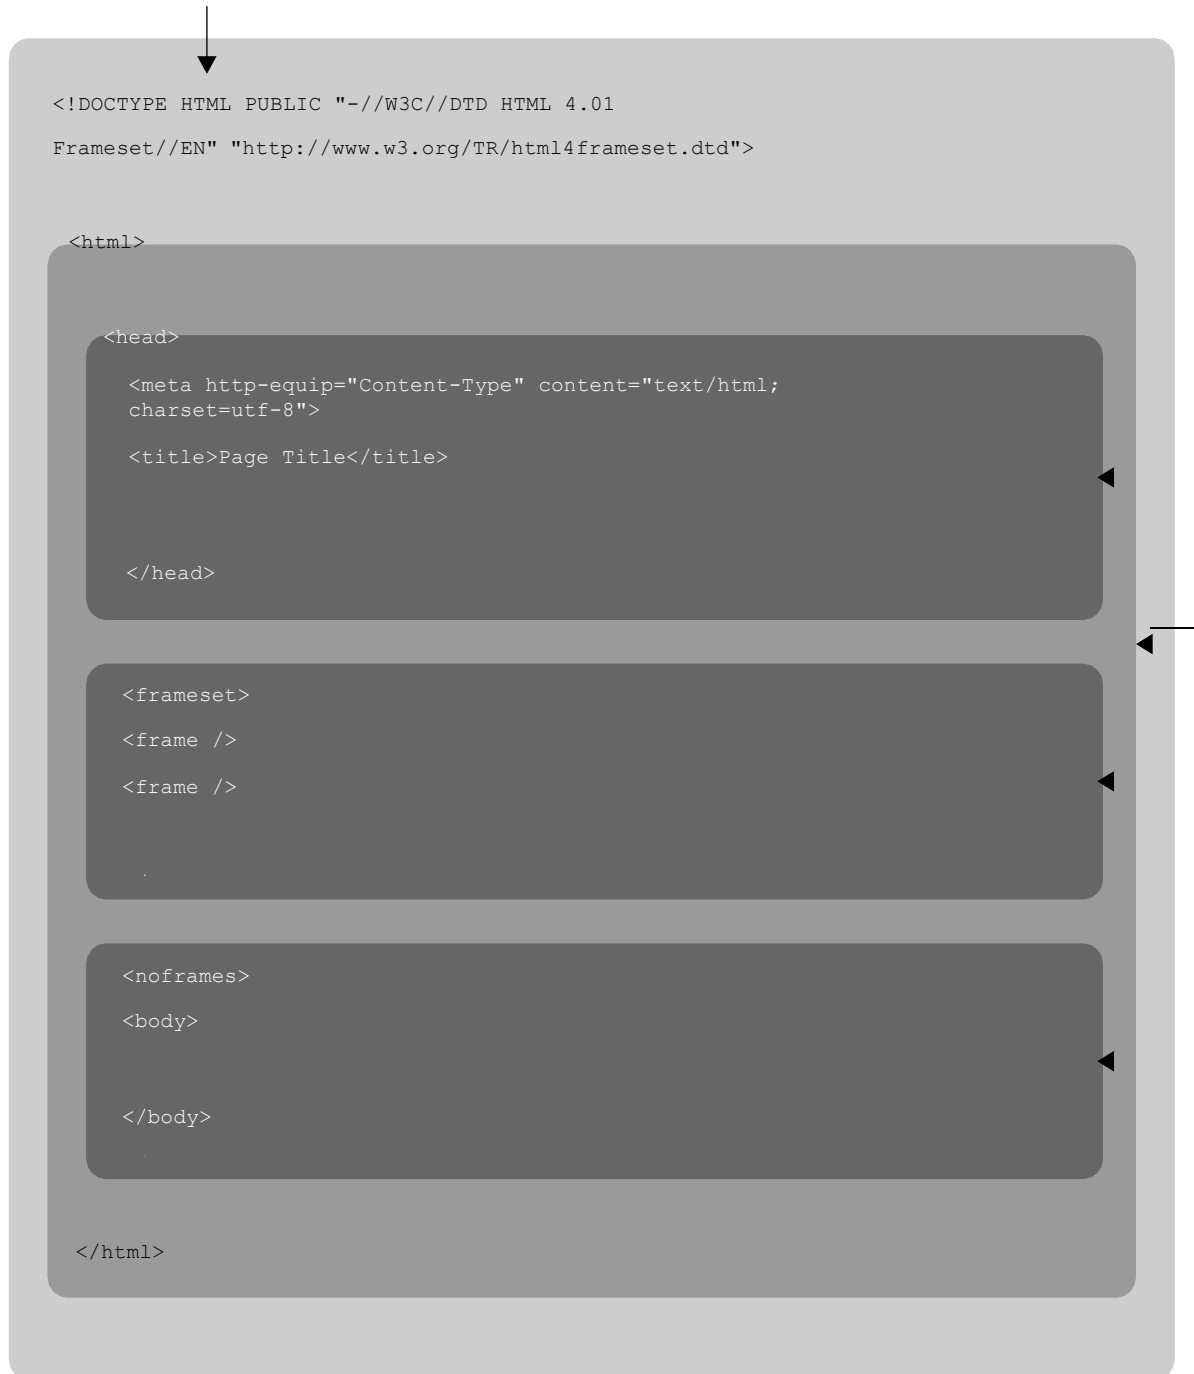 <!DOCTYPE HTML PUBLIC "-//W3C//DTD HTML 4.01
Frameset//EN" "http://www.w3.org/TR/html4frameset.dtd">
<html>
<head>
<meta http-equip="Content-Type" content="text/html;
charset=utf-8">
<title>Page Title</title>
</head>
<frameset>
<frame />
<frame />
<noframes>
<body>
</body>
</html>